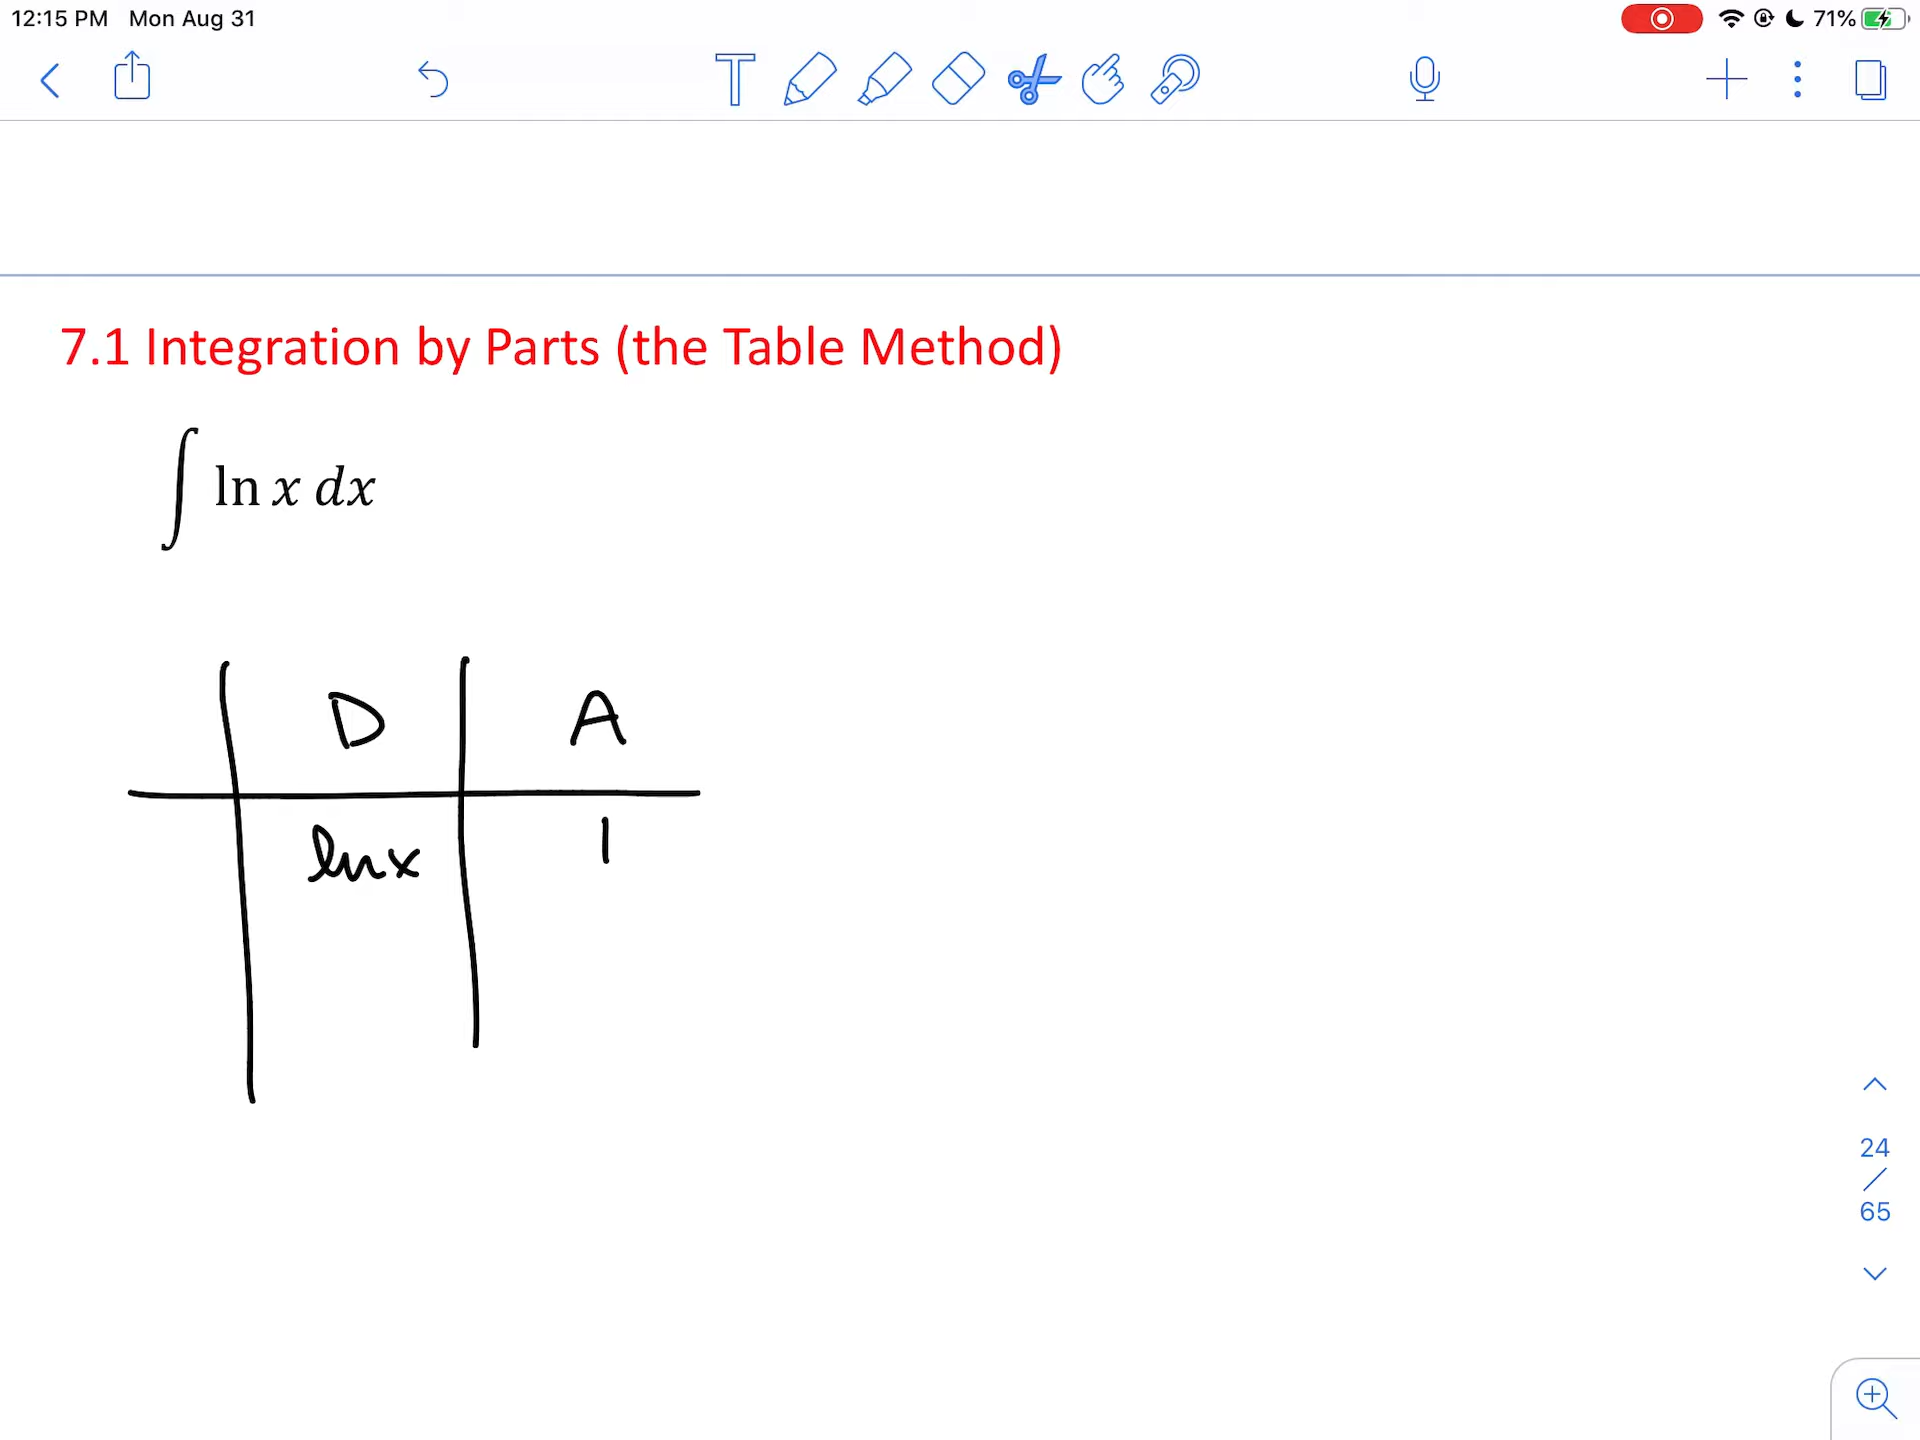 12:15 PM Mon Aug 31 71%
T
7.1 Integration by Parts (the Table Method)
∫ ln x dx
D A
ln x 1
24
/
65